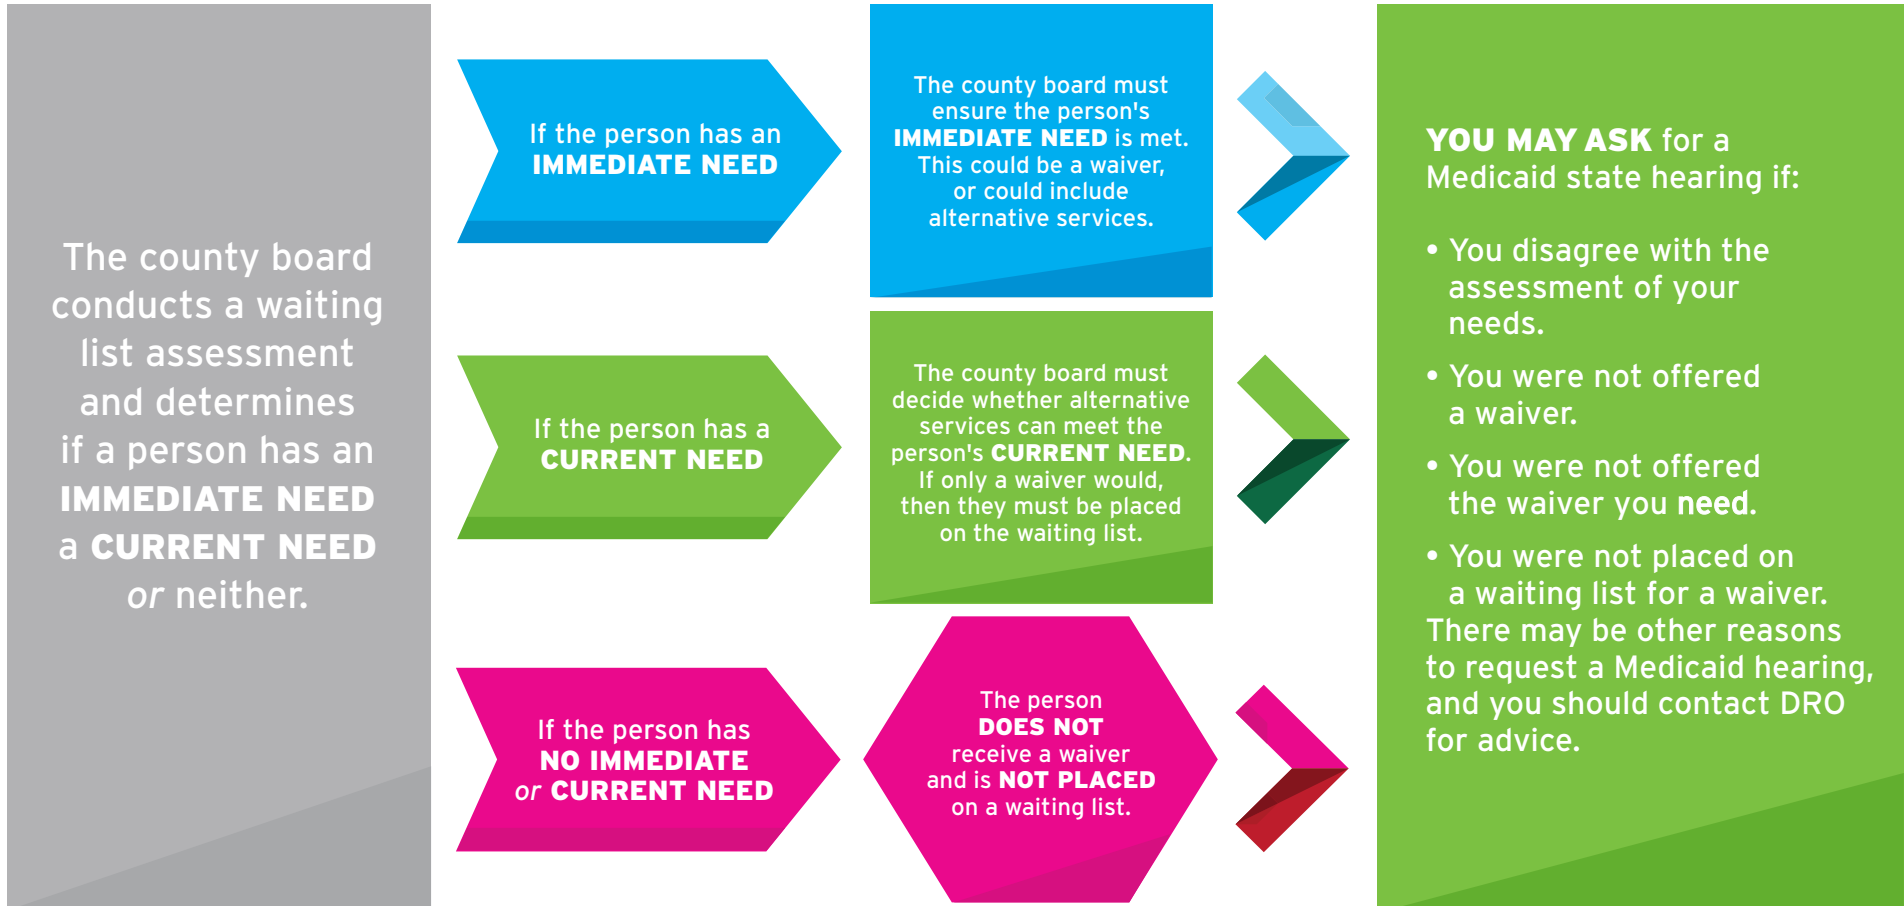 The county board
conducts a waiting
list assessment
and determines
if a person has an
IMMEDIATE NEED
a CURRENT NEED
or neither.
If the person has an
IMMEDIATE NEED
The county board must
ensure the person's
IMMEDIATE NEED is met.
This could be a waiver,
or could include
alternative services.
If the person has a
CURRENT NEED
The county board must
decide whether alternative
services can meet the
person's CURRENT NEED.
If only a waiver would,
then they must be placed
on the waiting list.
If the person has
NO IMMEDIATE
or CURRENT NEED
The person
DOES NOT
receive a waiver
and is NOT PLACED
on a waiting list.
YOU MAY ASK for a
Medicaid state hearing if:
• You disagree with the
assessment of your
needs.
• You were not offered
a waiver.
• You were not offered
the waiver you need.
• You were not placed on
a waiting list for a waiver.
There may be other reasons
to request a Medicaid hearing,
and you should contact DRO
for advice.